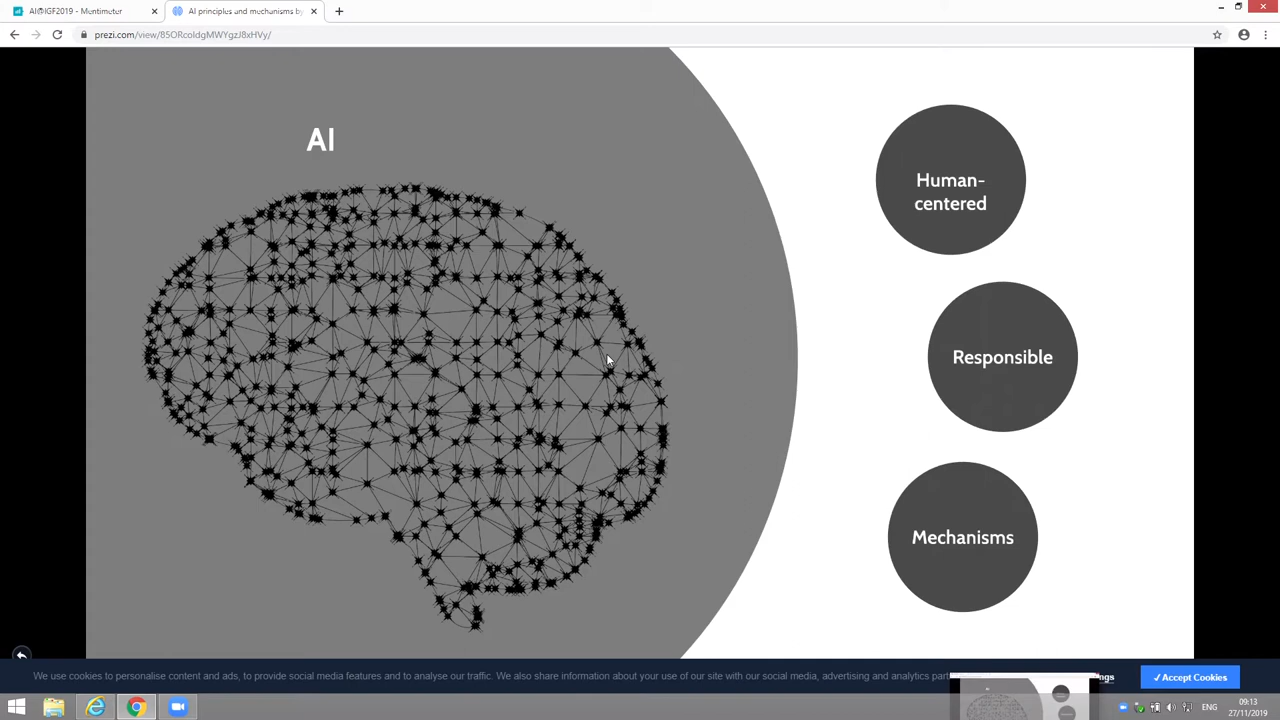 AI@IGF2019 - Mentimeter
AI principles and mechanisms by
prezi.com/view/85ORcoIdgMWYgzJ8xHVy/
AI
Human-
centered
Responsible
Mechanisms
We use cookies to personalise content and ads, to provide social media features and to analyse our traffic. We also share information about your use of our site with our social media, advertising and analytics part
✓ Accept Cookies
ENG
09:13
27/11/2019